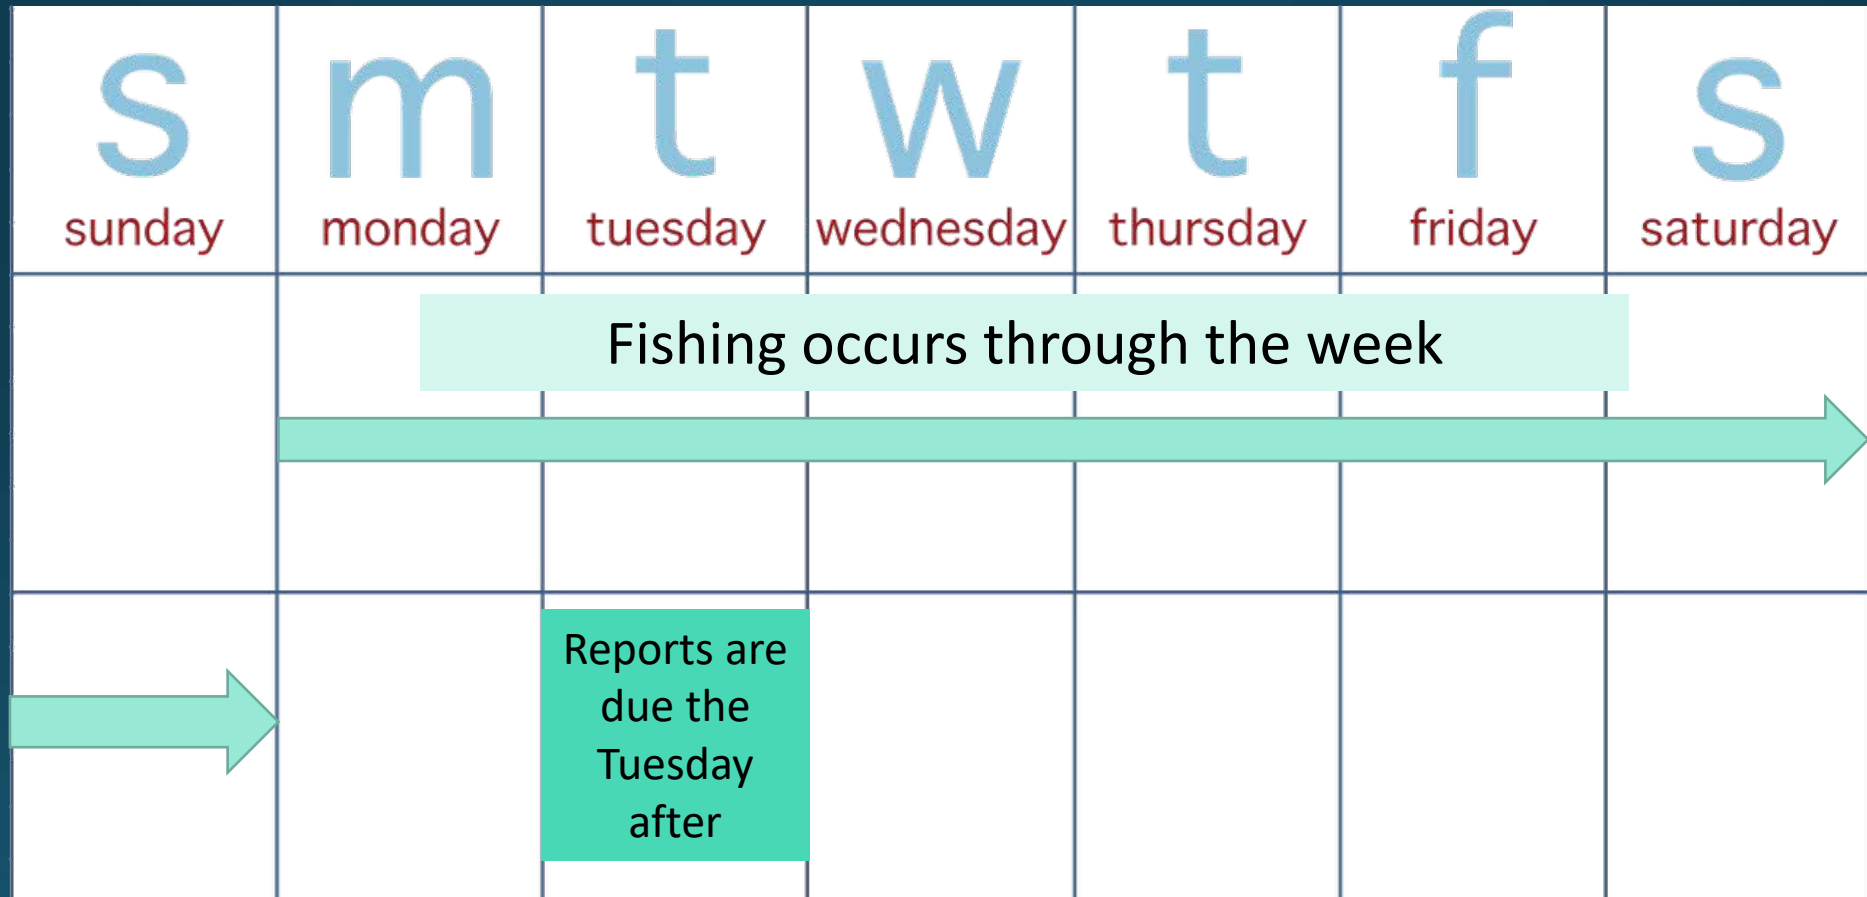 s m t w t f s
sunday monday tuesday wednesday thursday friday saturday
Fishing occurs through the week
Reports are
due the
Tuesday
after